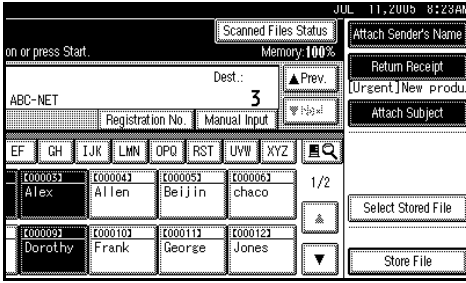 JUL 11,2005 8:23AM
Scanned Files Status
Attach Sender's Name
on or press Start.
Memory:100%
Return Receipt
Dest.:
▲Prev.
[Urgent]New produ
ABC-NET
3
▼Next
Attach Subject
Registration No.
Manual Input
EF
GH
IJK
LMN
OPQ
RST
UVW
XYZ
[00003]
[00004]
[00005]
[00006]
1/2
Alex
Allen
Beijin
chaco
Select Stored File
[00009]
[00010]
[00011]
[00012]
Dorothy
Frank
George
Jones
▼
Store File